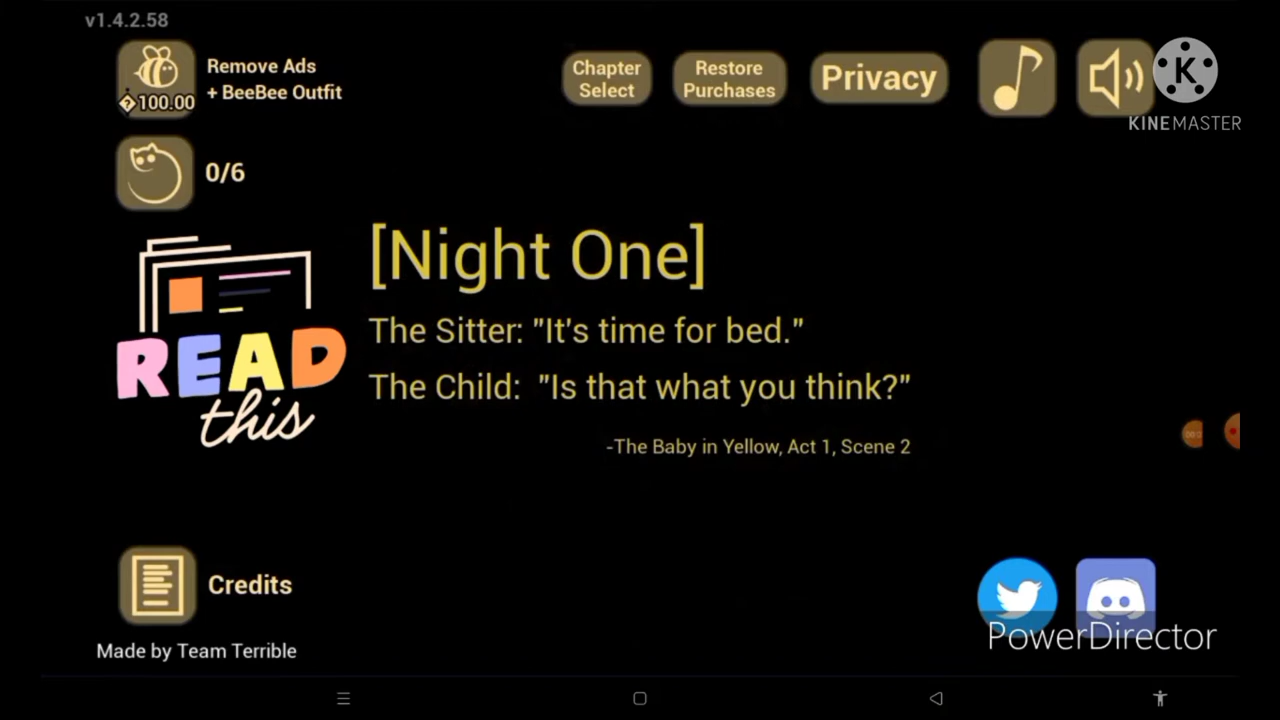 v1.4.2.58
Remove Ads
+ BeeBee Outfit
�100.00
Chapter
Select
Restore
Purchases
Privacy
K
KINEMASTER
0/6
[Night One]
The Sitter: "It's time for bed."
The Child: "Is that what you think?"
-The Baby in Yellow, Act 1, Scene 2
READ
this
Credits
Made by Team Terrible
PowerDirector